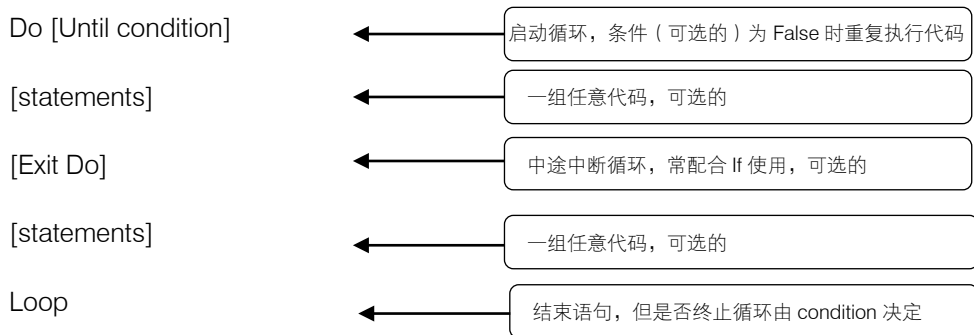 Do [Until condition]
启动循环，条件（可选的）为 False 时重复执行代码
[statements]
一组任意代码，可选的
[Exit Do]
中途中断循环，常配合 If 使用，可选的
[statements]
一组任意代码，可选的
Loop
结束语句，但是否终止循环由 condition 决定